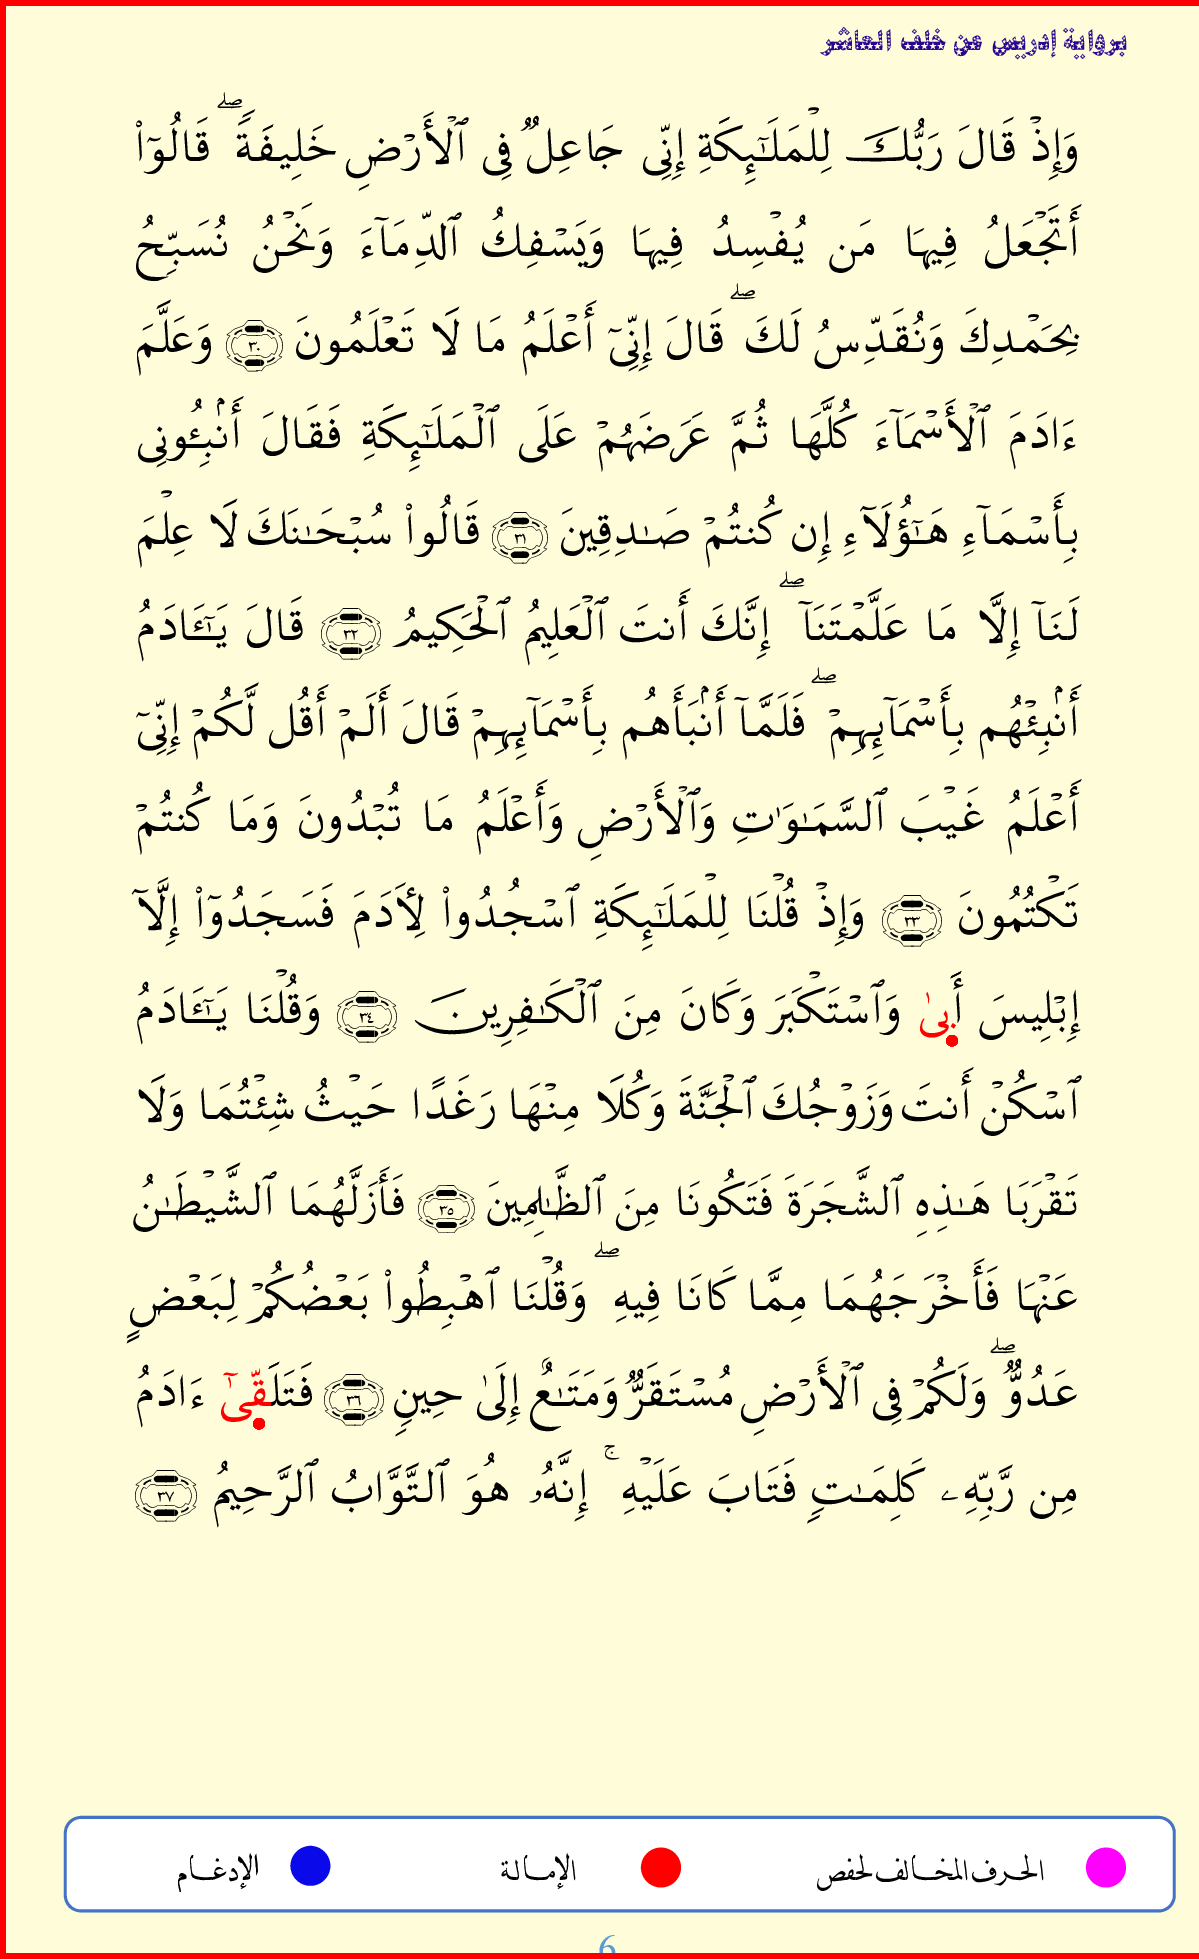 برواية إدريس عن خلف العاشر
وَإِذۡ قَالَ رَبُّكَ لِلۡمَلَٰٓئِكَةِ إِنِّي جَاعِلٞ فِي ٱلۡأَرۡضِ خَلِيفَةٗۖ قَالُوٓاْ
أَتَجۡعَلُ فِيهَا مَن يُفۡسِدُ فِيهَا وَيَسۡفِكُ ٱلدِّمَآءَ وَنَحۡنُ نُسَبِّحُ
بِحَمۡدِكَ وَنُقَدِّسُ لَكَۖ قَالَ إِنِّيٓ أَعۡلَمُ مَا لَا تَعۡلَمُونَ ٣٠ وَعَلَّمَ
ءَادَمَ ٱلۡأَسۡمَآءَ كُلَّهَا ثُمَّ عَرَضَهُمۡ عَلَى ٱلۡمَلَٰٓئِكَةِ فَقَالَ أَنۢبِـُٔونِي
بِأَسۡمَآءِ هَٰٓؤُلَآءِ إِن كُنتُمۡ صَٰدِقِينَ ٣١ قَالُواْ سُبۡحَٰنَكَ لَا عِلۡمَ
لَنَآ إِلَّا مَا عَلَّمۡتَنَآۖ إِنَّكَ أَنتَ ٱلۡعَلِيمُ ٱلۡحَكِيمُ ٣٢ قَالَ يَٰٓـَٔادَمُ
أَنۢبِئۡهُم بِأَسۡمَآئِهِمۡۖ فَلَمَّآ أَنۢبَأَهُم بِأَسۡمَآئِهِمۡ قَالَ أَلَمۡ أَقُل لَّكُمۡ إِنِّيٓ
أَعۡلَمُ غَيۡبَ ٱلسَّمَٰوَٰتِ وَٱلۡأَرۡضِ وَأَعۡلَمُ مَا تُبۡدُونَ وَمَا كُنتُمۡ
تَكۡتُمُونَ ٣٣ وَإِذۡ قُلۡنَا لِلۡمَلَٰٓئِكَةِ ٱسۡجُدُواْ لِأٓدَمَ فَسَجَدُوٓاْ إِلَّآ
إِبۡلِيسَ أَبَىٰ وَٱسۡتَكۡبَرَ وَكَانَ مِنَ ٱلۡكَٰفِرِينَ ٣٤ وَقُلۡنَا يَٰٓـَٔادَمُ
ٱسۡكُنۡ أَنتَ وَزَوۡجُكَ ٱلۡجَنَّةَ وَكُلَا مِنۡهَا رَغَدًا حَيۡثُ شِئۡتُمَا وَلَا
تَقۡرَبَا هَٰذِهِ ٱلشَّجَرَةَ فَتَكُونَا مِنَ ٱلظَّٰلِمِينَ ٣٥ فَأَزَلَّهُمَا ٱلشَّيۡطَٰنُ
عَنۡهَا فَأَخۡرَجَهُمَا مِمَّا كَانَا فِيهِۖ وَقُلۡنَا ٱهۡبِطُواْ بَعۡضُكُمۡ لِبَعۡضٍ
عَدُوّٞۖ وَلَكُمۡ فِي ٱلۡأَرۡضِ مُسۡتَقَرّٞ وَمَتَٰعٌ إِلَىٰ حِينٖ ٣٦ فَتَلَقَّىٰٓ ءَادَمُ
مِن رَّبِّهِۦ كَلِمَٰتٖ فَتَابَ عَلَيۡهِۚ إِنَّهُۥ هُوَ ٱلتَّوَّابُ ٱلرَّحِيمُ ٣٧
الحرف المخالف لحفص الإمالة الإدغام
6